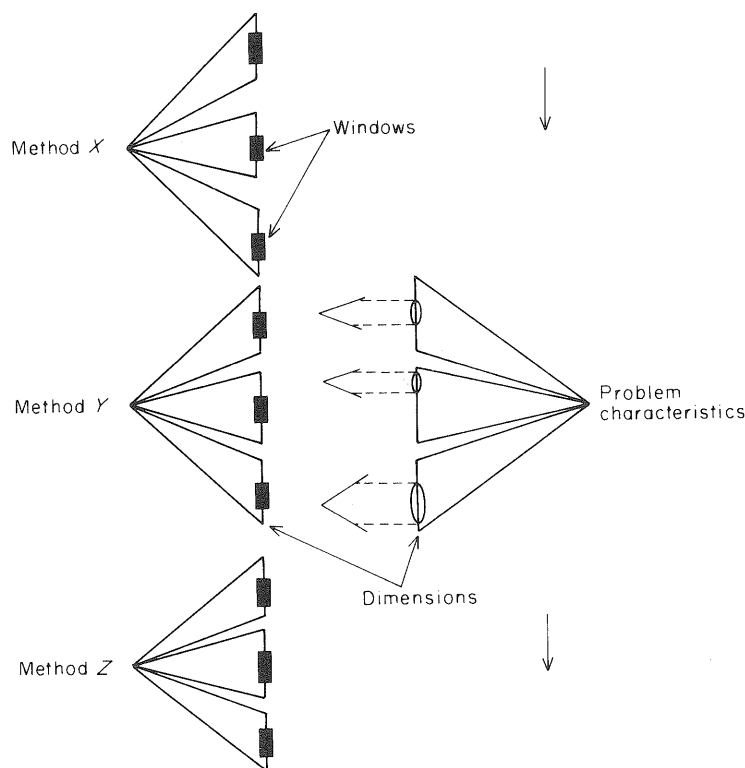 Method X
Windows
Method Y
Problem
characteristics
Dimensions
Method Z